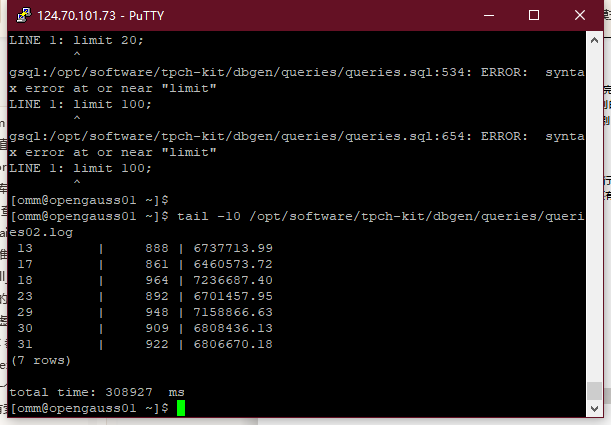 124.70.101.73 - PuTTY
LINE 1: limit 20;
^
gsql:/opt/software/tpch-kit/dbgen/queries/queries.sql:534: ERROR:  synta
x error at or near "limit"
LINE 1: limit 100;
^
gsql:/opt/software/tpch-kit/dbgen/queries/queries.sql:654: ERROR:  synta
x error at or near "limit"
LINE 1: limit 100;
^
[omm@opengauss01 ~]$
[omm@opengauss01 ~]$ tail -10 /opt/software/tpch-kit/dbgen/queries/queri
es02.log
13 | 888 | 6737713.99
17 | 861 | 6460573.72
18 | 964 | 7236687.40
23 | 892 | 6701457.95
29 | 948 | 7158866.63
30 | 909 | 6808436.13
31 | 922 | 6806670.18
(7 rows)
total time: 308927  ms
[omm@opengauss01 ~]$